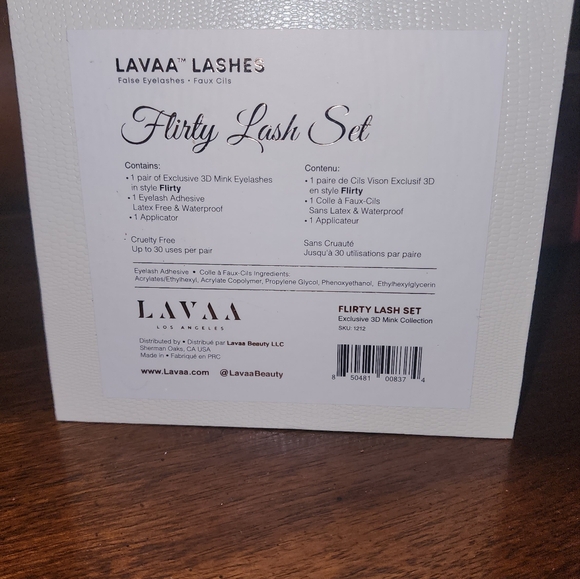 LAVAA™ LASHES
False Eyelashes • Faux Cils
Flirty Lash Set
Contains:
• 1 pair of Exclusive 3D Mink Eyelashes
in style Flirty
• 1 Eyelash Adhesive
Latex Free & Waterproof
• 1 Applicator
Cruelty Free
Up to 30 uses per pair
Contenu:
• 1 paire de Cils Vison Exclusif 3D
en style Flirty
• 1 Colle à Faux-Cils
Sans Latex & Waterproof
• 1 Applicateur
Sans Cruauté
Jusqu'à 30 utilisations par paire
Eyelash Adhesive • Colle à Faux-Cils Ingredients:
Acrylates/Ethylhexyl, Acrylate Copolymer, Propylene Glycol, Phenoxyethanol, Ethylhexylglycerin
LAVAA
LOS ANGELES
Distributed by • Distribué par Lavaa Beauty LLC
Sherman Oaks, CA USA
Made in • Fabriqué en PRC
www.Lavaa.com @LavaaBeauty
FLIRTY LASH SET
Exclusive 3D Mink Collection
SKU: 1212
8 50481 00837 4